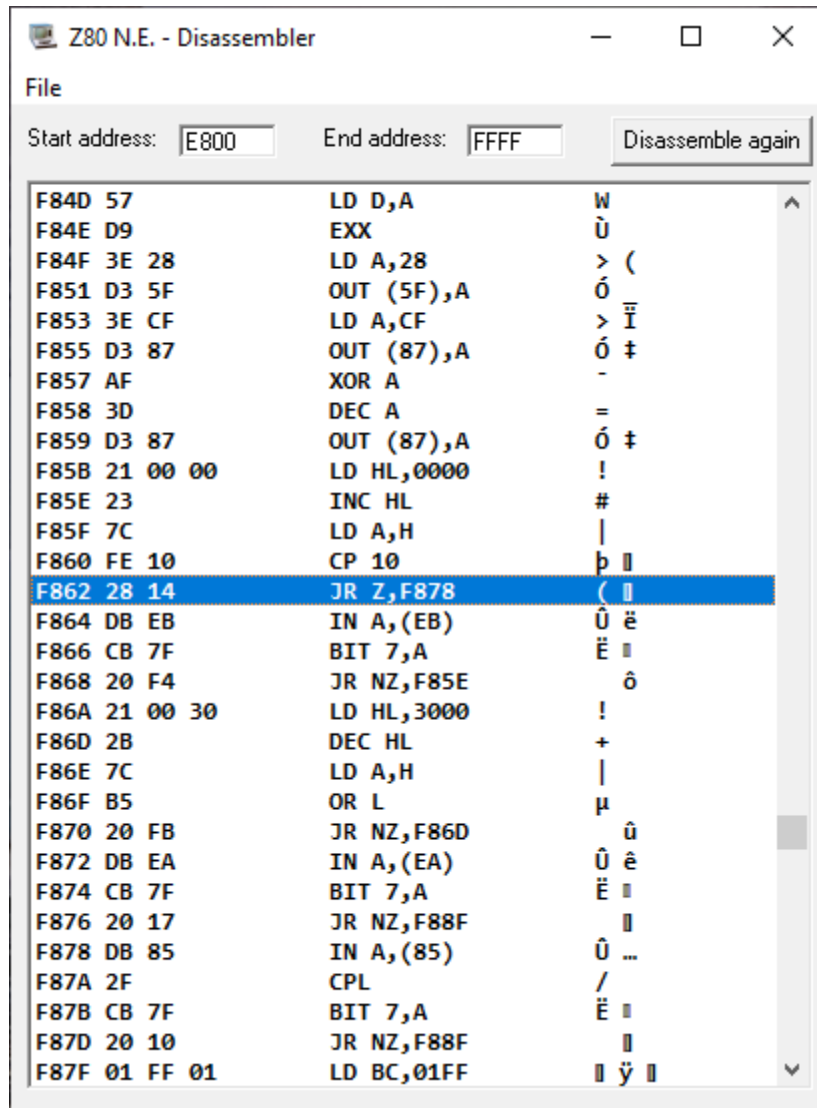 Z80 N.E. - Disassembler
File
Start address: E800 End address: FFFF Disassemble again
F84D 57 LD D,A W
F84E D9 EXX Ù
F84F 3E 28 LD A,28 > (
F851 D3 5F OUT (5F),A Ó _
F853 3E CF LD A,CF > Ï
F855 D3 87 OUT (87),A Ó ‡
F857 AF XOR A ¯
F858 3D DEC A =
F859 D3 87 OUT (87),A Ó ‡
F85B 21 00 00 LD HL,0000 !
F85E 23 INC HL #
F85F 7C LD A,H |
F860 FE 10 CP 10 þ ▯
F862 28 14 JR Z,F878 ( ▯
F864 DB EB IN A,(EB) Û ë
F866 CB 7F BIT 7,A Ë ▯
F868 20 F4 JR NZ,F85E ô
F86A 21 00 30 LD HL,3000 !
F86D 2B DEC HL +
F86E 7C LD A,H |
F86F B5 OR L µ
F870 20 FB JR NZ,F86D û
F872 DB EA IN A,(EA) Û ê
F874 CB 7F BIT 7,A Ë ▯
F876 20 17 JR NZ,F88F ▯
F878 DB 85 IN A,(85) Û …
F87A 2F CPL /
F87B CB 7F BIT 7,A Ë ▯
F87D 20 10 JR NZ,F88F ▯
F87F 01 FF 01 LD BC,01FF ▯ ÿ ▯